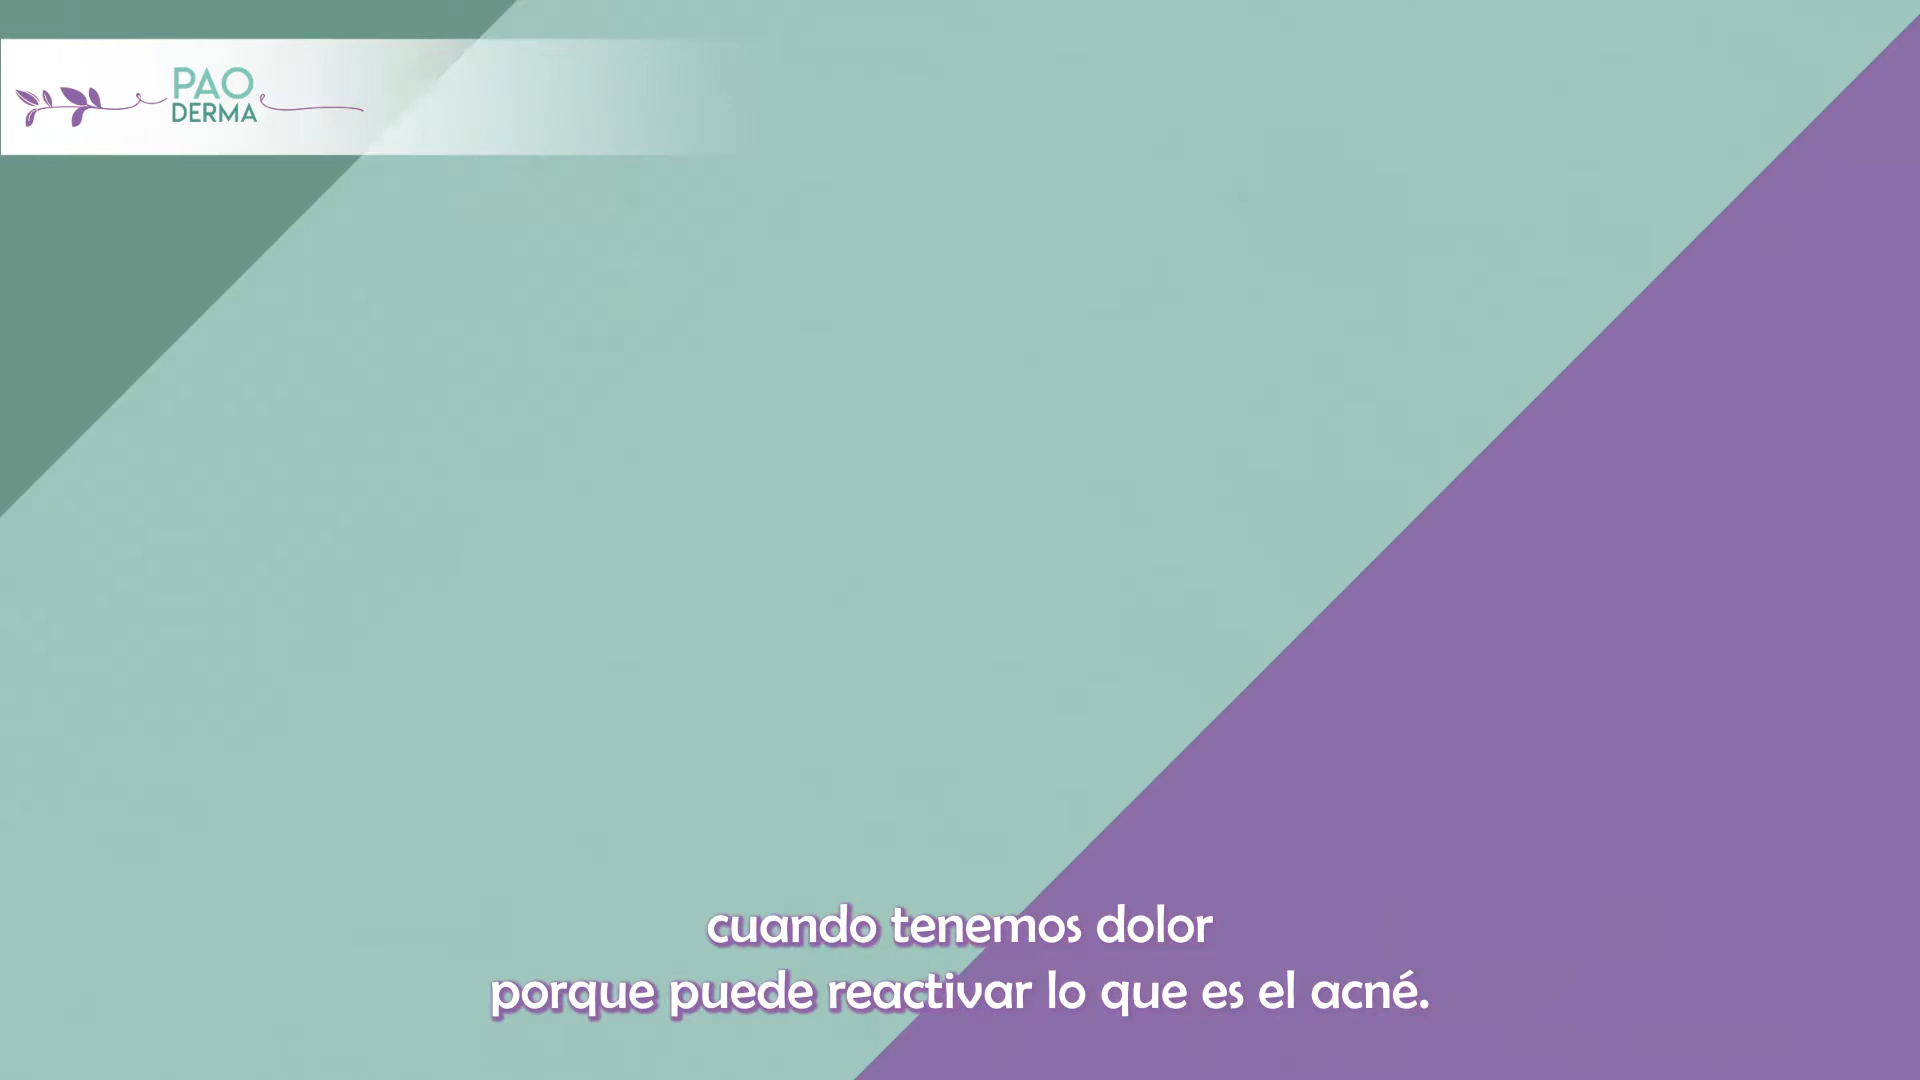 PAO
DERMA
cuando tenemos dolor
porque puede reactivar lo que es el acné.